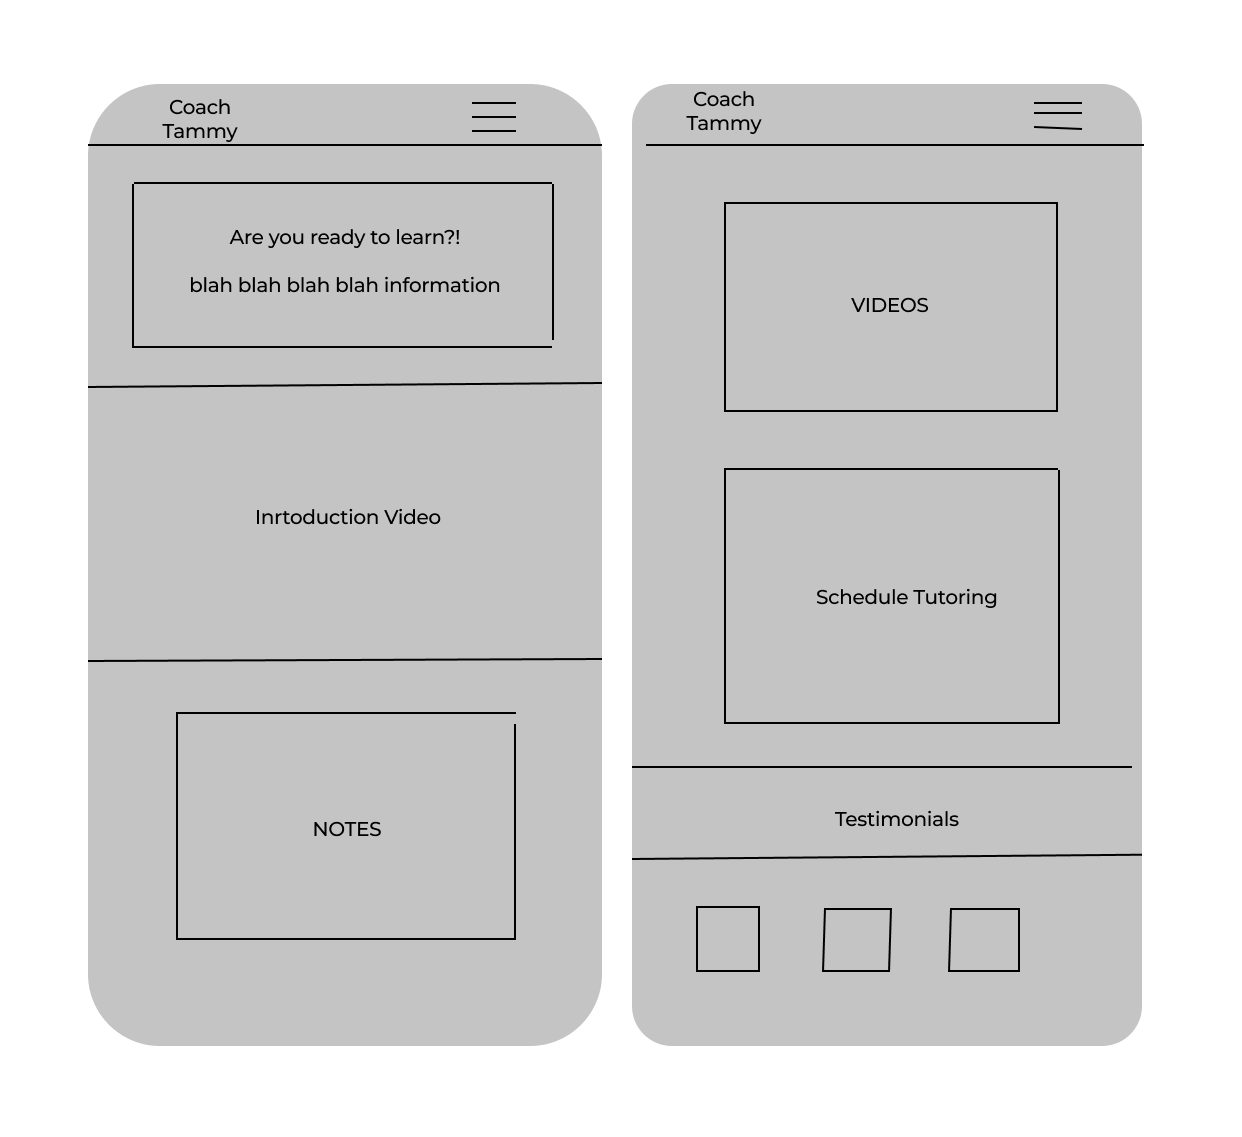 Coach
Tammy
Are you ready to learn?!
blah blah blah blah information
Inrtoduction Video
NOTES
Coach
Tammy
VIDEOS
Schedule Tutoring
Testimonials